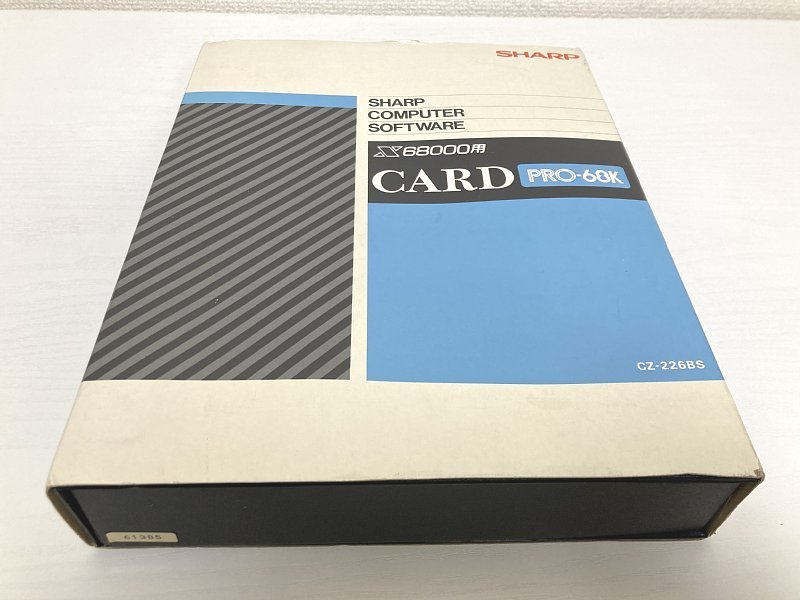 SHARP
SHARP
COMPUTER
SOFTWARE
X68000用
CARD PRO-68K
CZ-226BS
61385